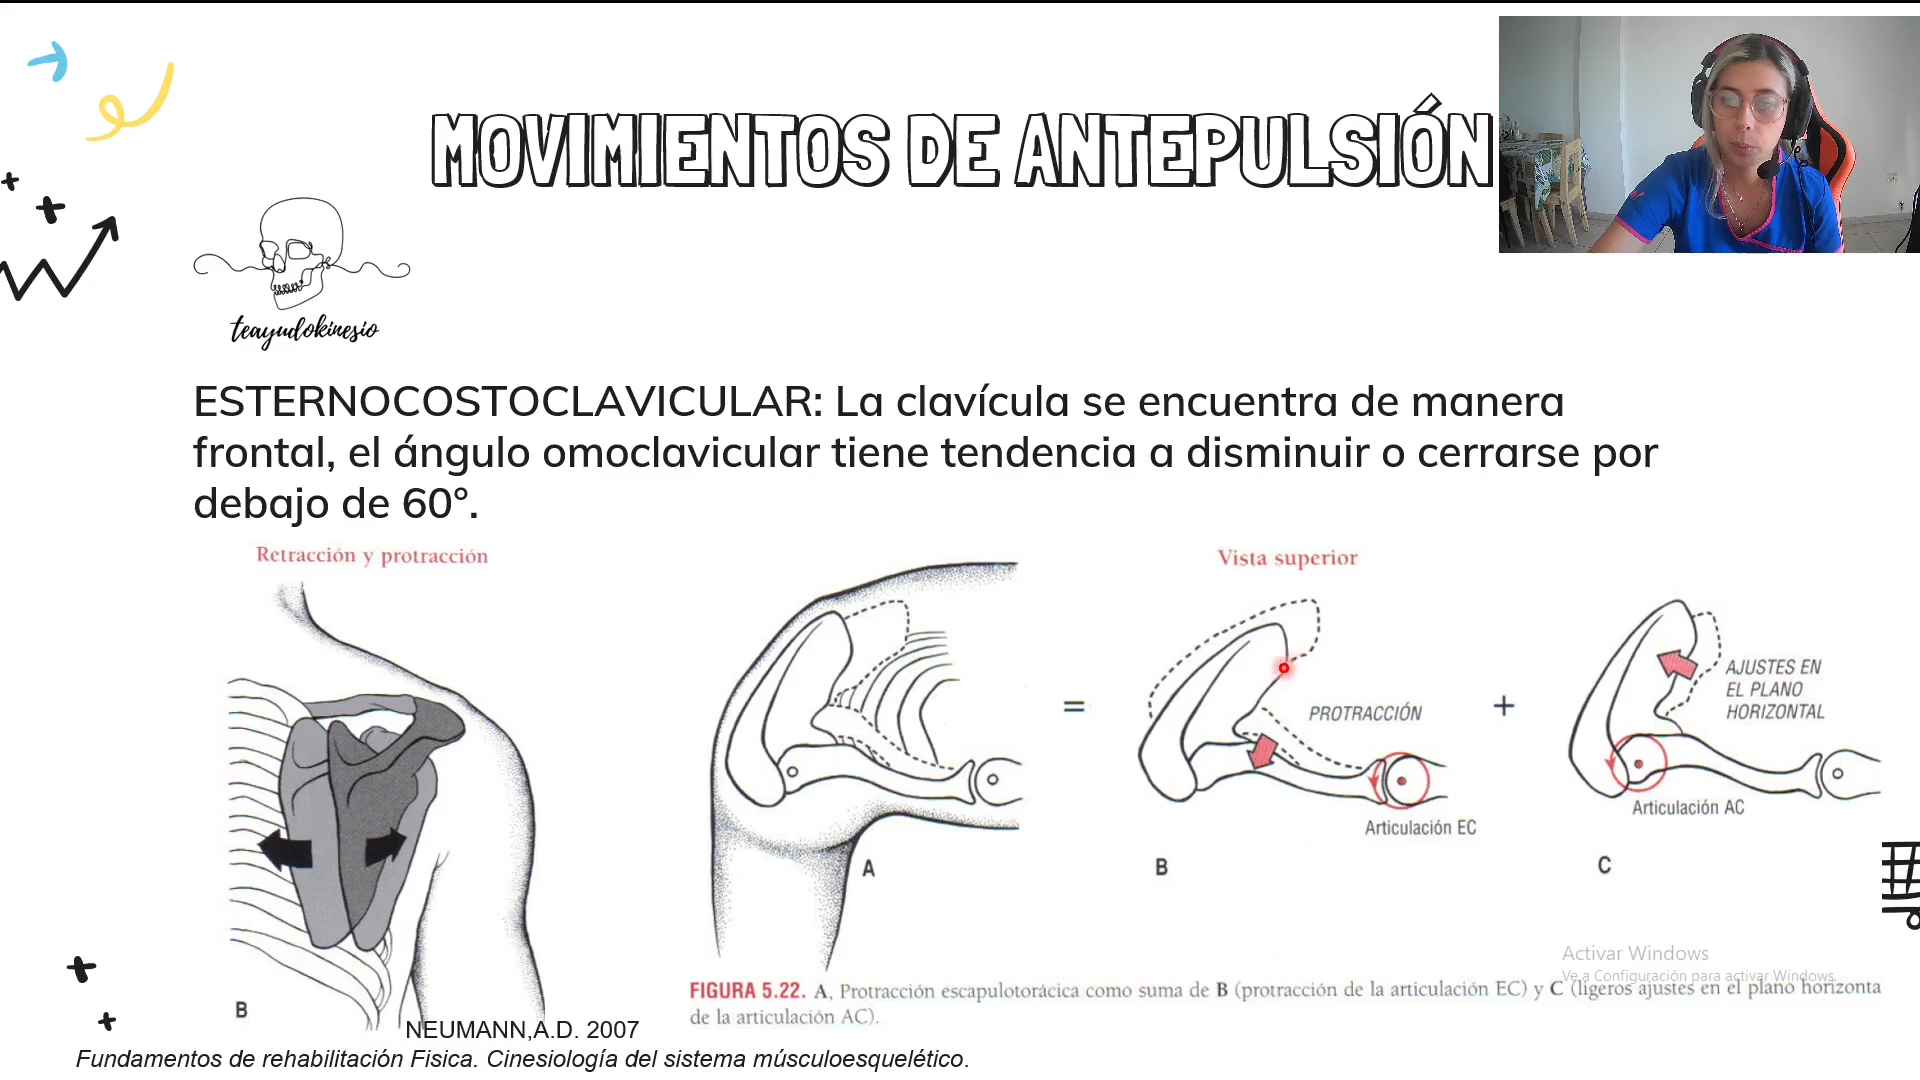 MOVIMIENTOS DE ANTEPULSIÓN
teayudokinesio
ESTERNOCOSTOCLAVICULAR: La clavícula se encuentra de manera
frontal, el ángulo omoclavicular tiene tendencia a disminuir o cerrarse por
debajo de 60°.
Retracción y protracción
B
Vista superior
=
PROTRACCIÓN
+
AJUSTES EN
EL PLANO
HORIZONTAL
Articulación EC
Articulación AC
A
B
C
FIGURA 5.22. A, Protracción escapulotorácica como suma de B (protracción de la articulación EC) y C (ligeros ajustes en el plano horizonta
de la articulación AC).
Activar Windows
Ve a Configuración para activar Windows.
NEUMANN,A.D. 2007
Fundamentos de rehabilitación Fisica. Cinesiología del sistema músculoesquelético.